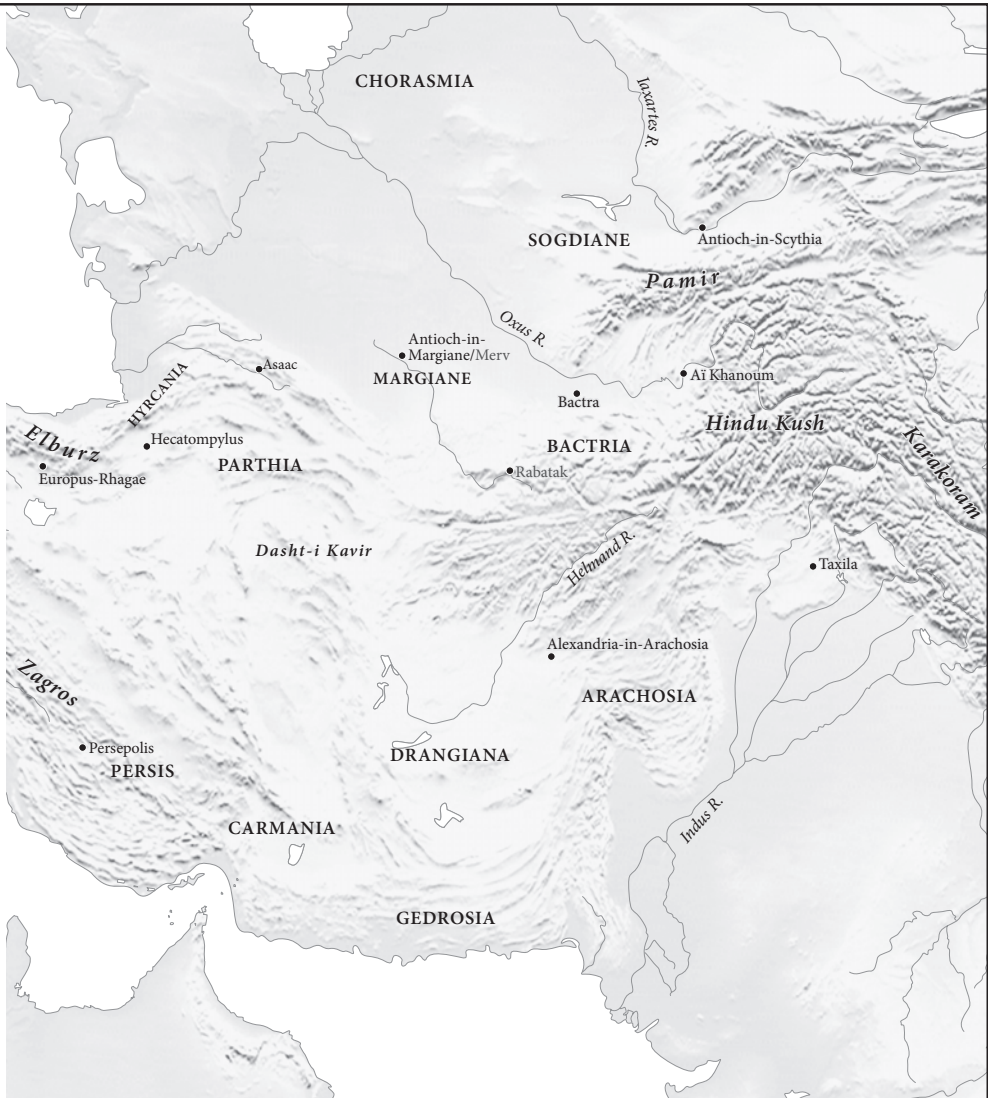 CHORASMIA
Iaxartes R.
SOGDIANE
Antioch-in-Scythia
Pamir
Oxus R.
Antioch-in-
Margiane/Merv
MARGIANE
Asaac
HYRCANIA
Aï Khanoum
Bactra
Hindu Kush
Elburz
Hecatompylus
BACTRIA
Karakoram
PARTHIA
Europus-Rhagae
Rabatak
Dasht-i Kavir
Helmand R.
Taxila
Alexandria-in-Arachosia
Zagros
ARACHOSIA
Persepolis
DRANGIANA
PERSIS
CARMANIA
Indus R.
GEDROSIA